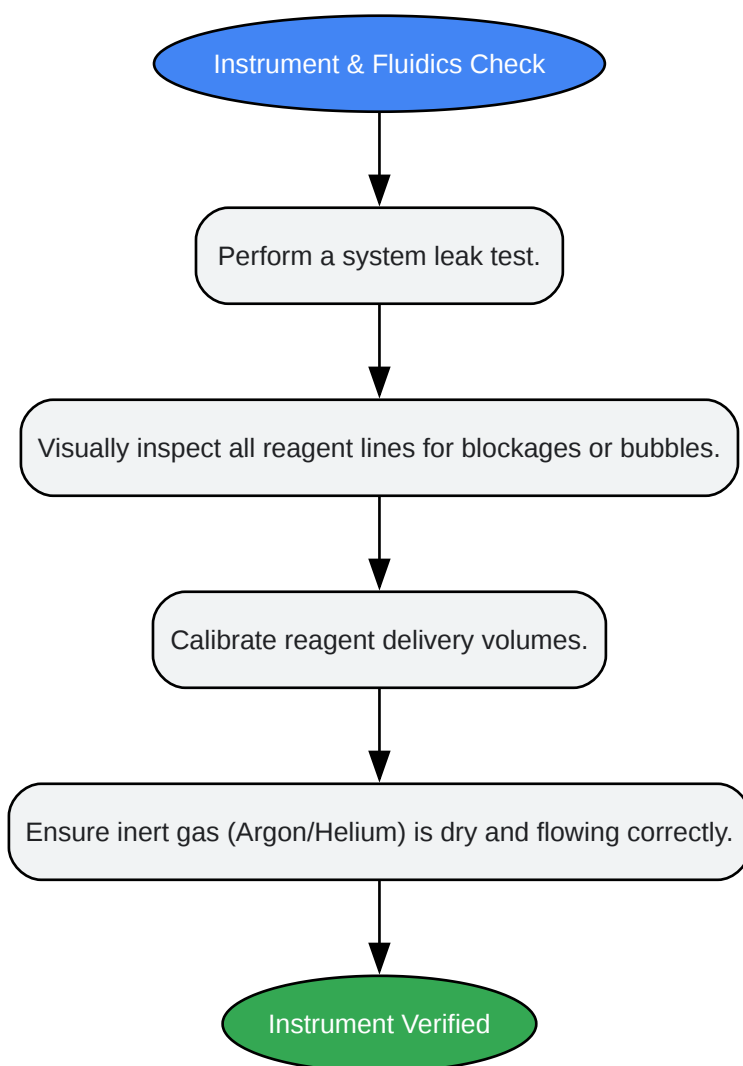 Instrument & Fluidics Check
Perform a system leak test.
Visually inspect all reagent lines for blockages or bubbles.
Calibrate reagent delivery volumes.
Ensure inert gas (Argon/Helium) is dry and flowing correctly.
Instrument Verified